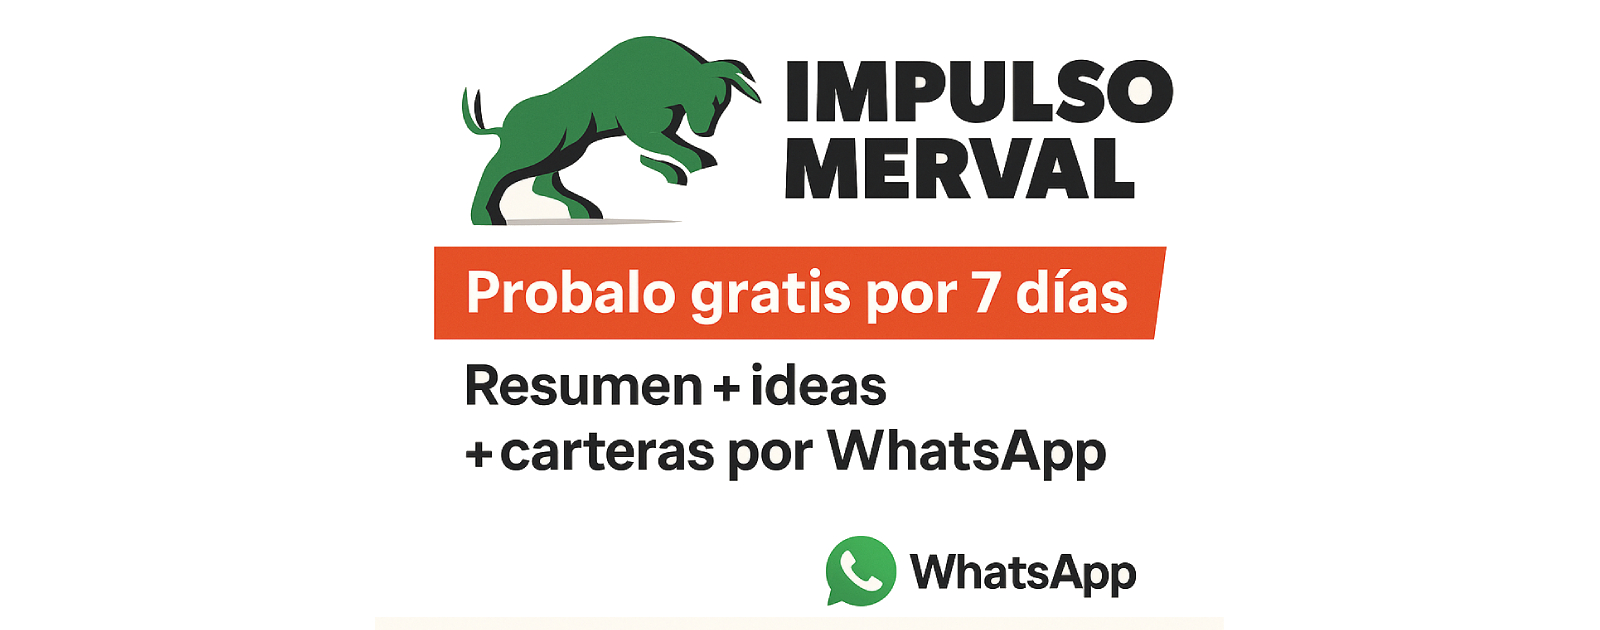 IMPULSO
MERVAL
Probalo gratis por 7 días
Resumen + ideas
+ carteras por WhatsApp
WhatsApp